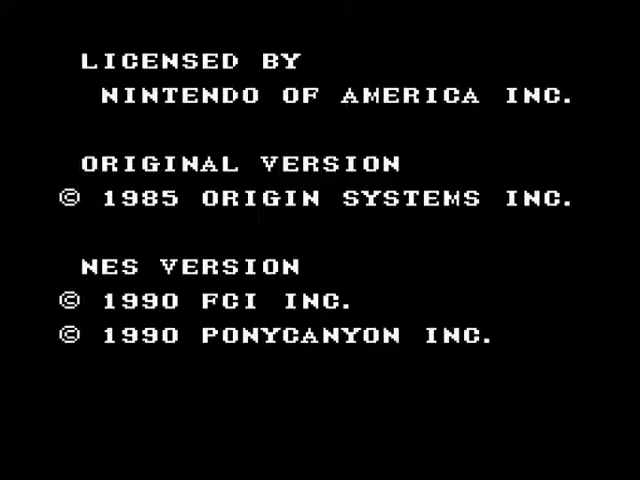 LICENSED BY
NINTENDO OF AMERICA INC.
ORIGINAL VERSION
© 1985 ORIGIN SYSTEMS INC.
NES VERSION
© 1990 FCI INC.
© 1990 PONYCANYON INC.